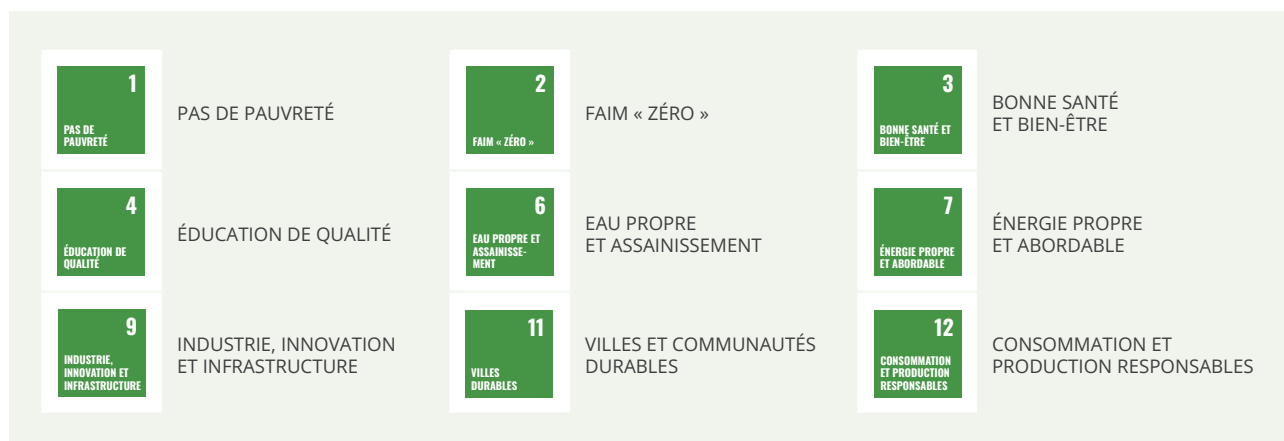 1
PAS DE
PAUVRETÉ
PAS DE PAUVRETÉ
2
FAIM « ZÉRO »
FAIM « ZÉRO »
3
BONNE SANTÉ ET
BIEN-ÊTRE
BONNE SANTÉ
ET BIEN-ÊTRE
4
ÉDUCATION DE
QUALITÉ
ÉDUCATION DE QUALITÉ
6
EAU PROPRE ET
ASSAINISSE-
MENT
EAU PROPRE
ET ASSAINISSEMENT
7
ÉNERGIE PROPRE
ET ABORDABLE
ÉNERGIE PROPRE
ET ABORDABLE
9
INDUSTRIE,
INNOVATION ET
INFRASTRUCTURE
INDUSTRIE, INNOVATION
ET INFRASTRUCTURE
11
VILLES
DURABLES
VILLES ET COMMUNAUTÉS
DURABLES
12
CONSOMMATION
ET PRODUCTION
RESPONSABLES
CONSOMMATION ET
PRODUCTION RESPONSABLES